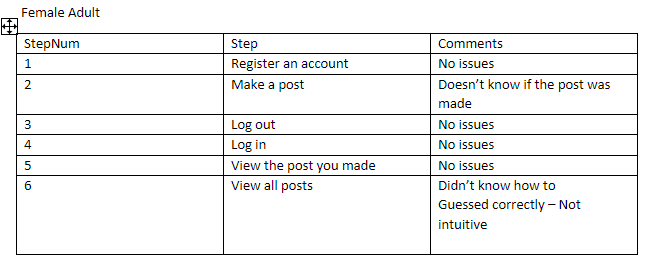 Female Adult
StepNum Step Comments
1 Register an account No issues
2 Make a post Doesn't know if the post was
made
3 Log out No issues
4 Log in No issues
5 View the post you made No issues
6 View all posts Didn't know how to
Guessed correctly – Not
intuitive